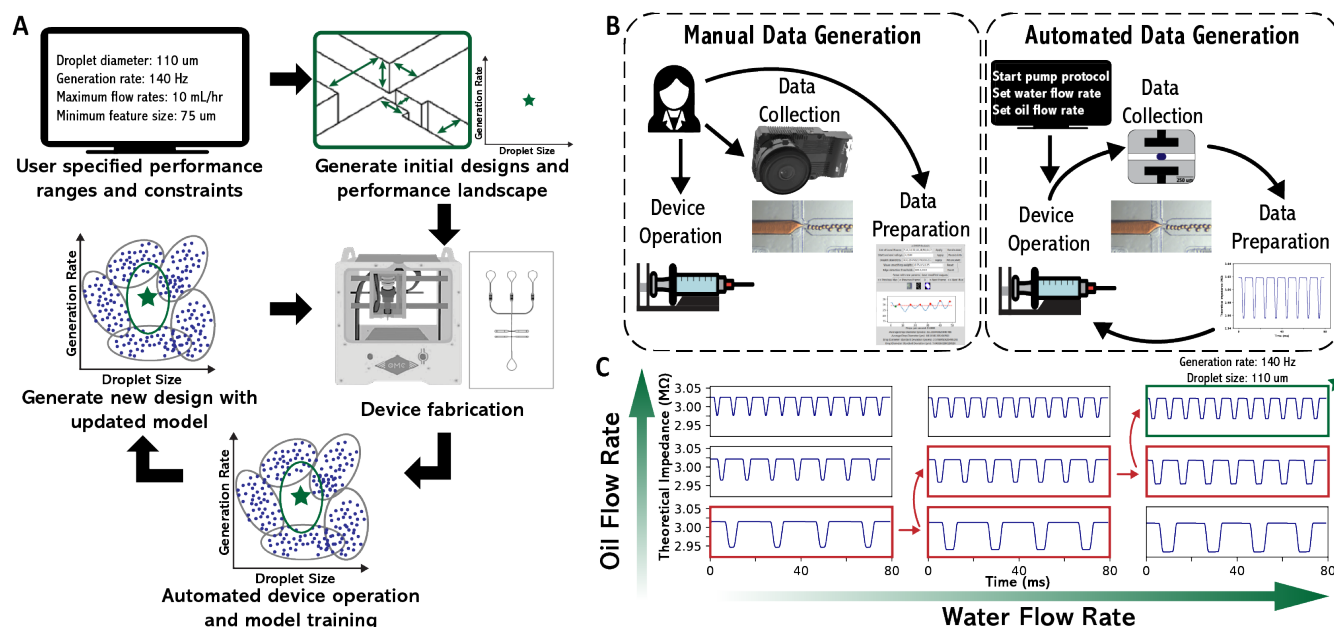 A
Droplet diameter: 110 um
Generation rate: 140 Hz
Maximum flow rates: 10 mL/hr
Minimum feature size: 75 um
User specified performance
ranges and constraints
Generation Rate
Droplet Size
Generate initial designs and
performance landscape
Generation Rate
Droplet Size
Generate new design with
updated model
Device fabrication
Generation Rate
Droplet Size
Automated device operation
and model training
B
Manual Data Generation
Data
Collection
Device
Operation
Data
Preparation
Automated Data Generation
Start pump protocol
Set water flow rate
Set oil flow rate
Data
Collection
250 um
Device
Operation
Data
Preparation
Time (ms)
C
Generation rate: 140 Hz
Droplet size: 110 um
Oil Flow Rate
Theoretical Impedance (MΩ)
3.05
3.00
2.95
3.05
3.00
2.95
3.05
3.00
2.95
0 40 80
0 40 80
0 40 80
Time (ms)
Water Flow Rate